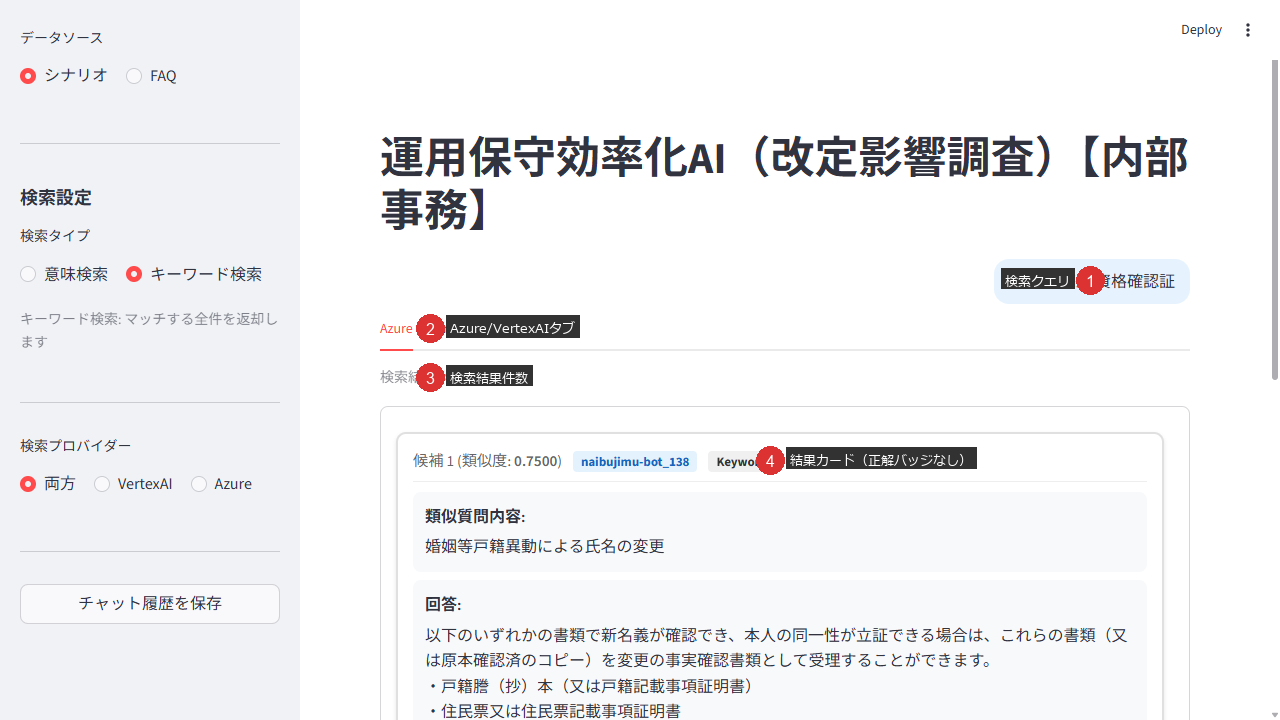 データソース
シナリオ
FAQ
検索設定
検索タイプ
意味検索
キーワード検索
キーワード検索: マッチする全件を返却し
ます
検索プロバイダー
両方
VertexAI
Azure
チャット履歴を保存
Deploy
運用保守効率化AI（改定影響調査）【内部
事務】
検索クエリ 1 資格確認証
Azure 2 Azure/VertexAIタブ
検索 3 検索結果件数
候補 1 (類似度: 0.7500) naibujimu-bot_138 4 結果カード（正解バッジなし）
類似質問内容:
婚姻等戸籍異動による氏名の変更
回答:
以下のいずれかの書類で新名義が確認でき、本人の同一性が立証できる場合は、これらの書類（又
は原本確認済のコピー）を変更の事実確認書類として受理することができます。
・戸籍謄（抄）本（又は戸籍記載事項証明書）
・住民票又は住民票記載事項証明書